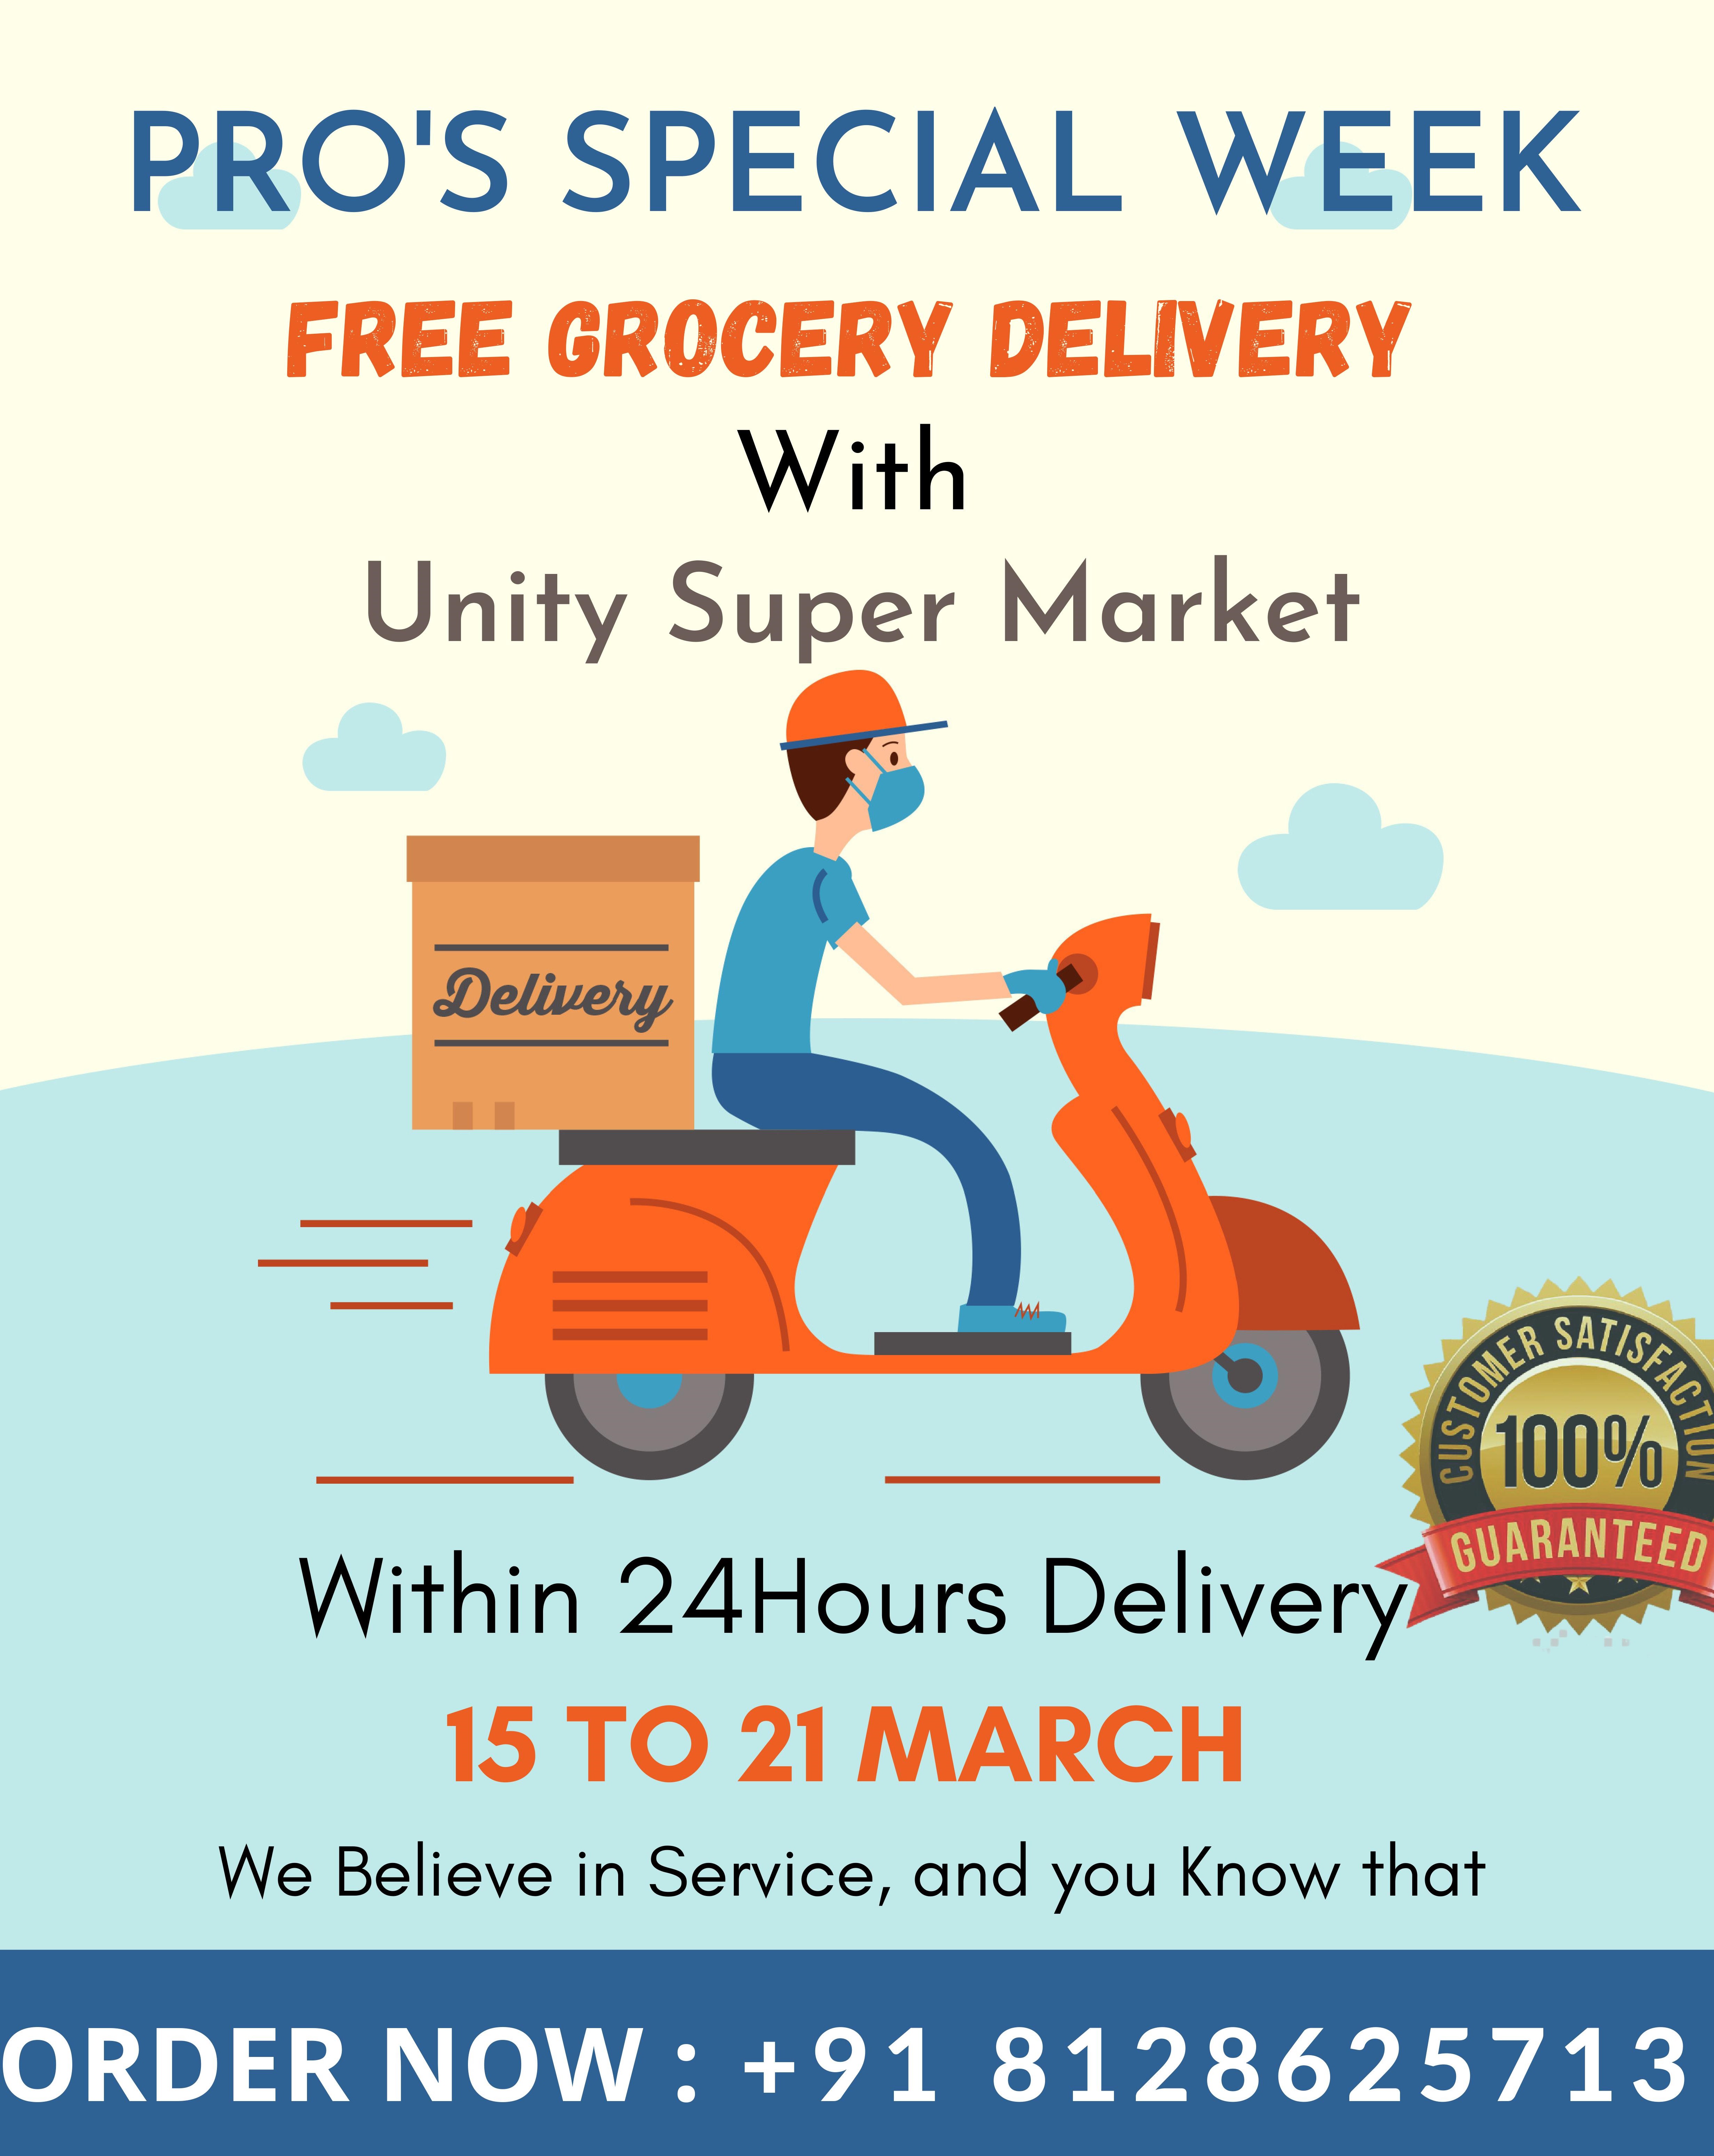 PRO'S SPECIAL WEEK
FREE GROCERY DELIVERY
With
Unity Super Market
Delivery
CUSTOMER SATISFACTION
100%
GUARANTEED
Within 24Hours Delivery
15 TO 21 MARCH
We Believe in Service, and you Know that
ORDER NOW : +91 8128625713